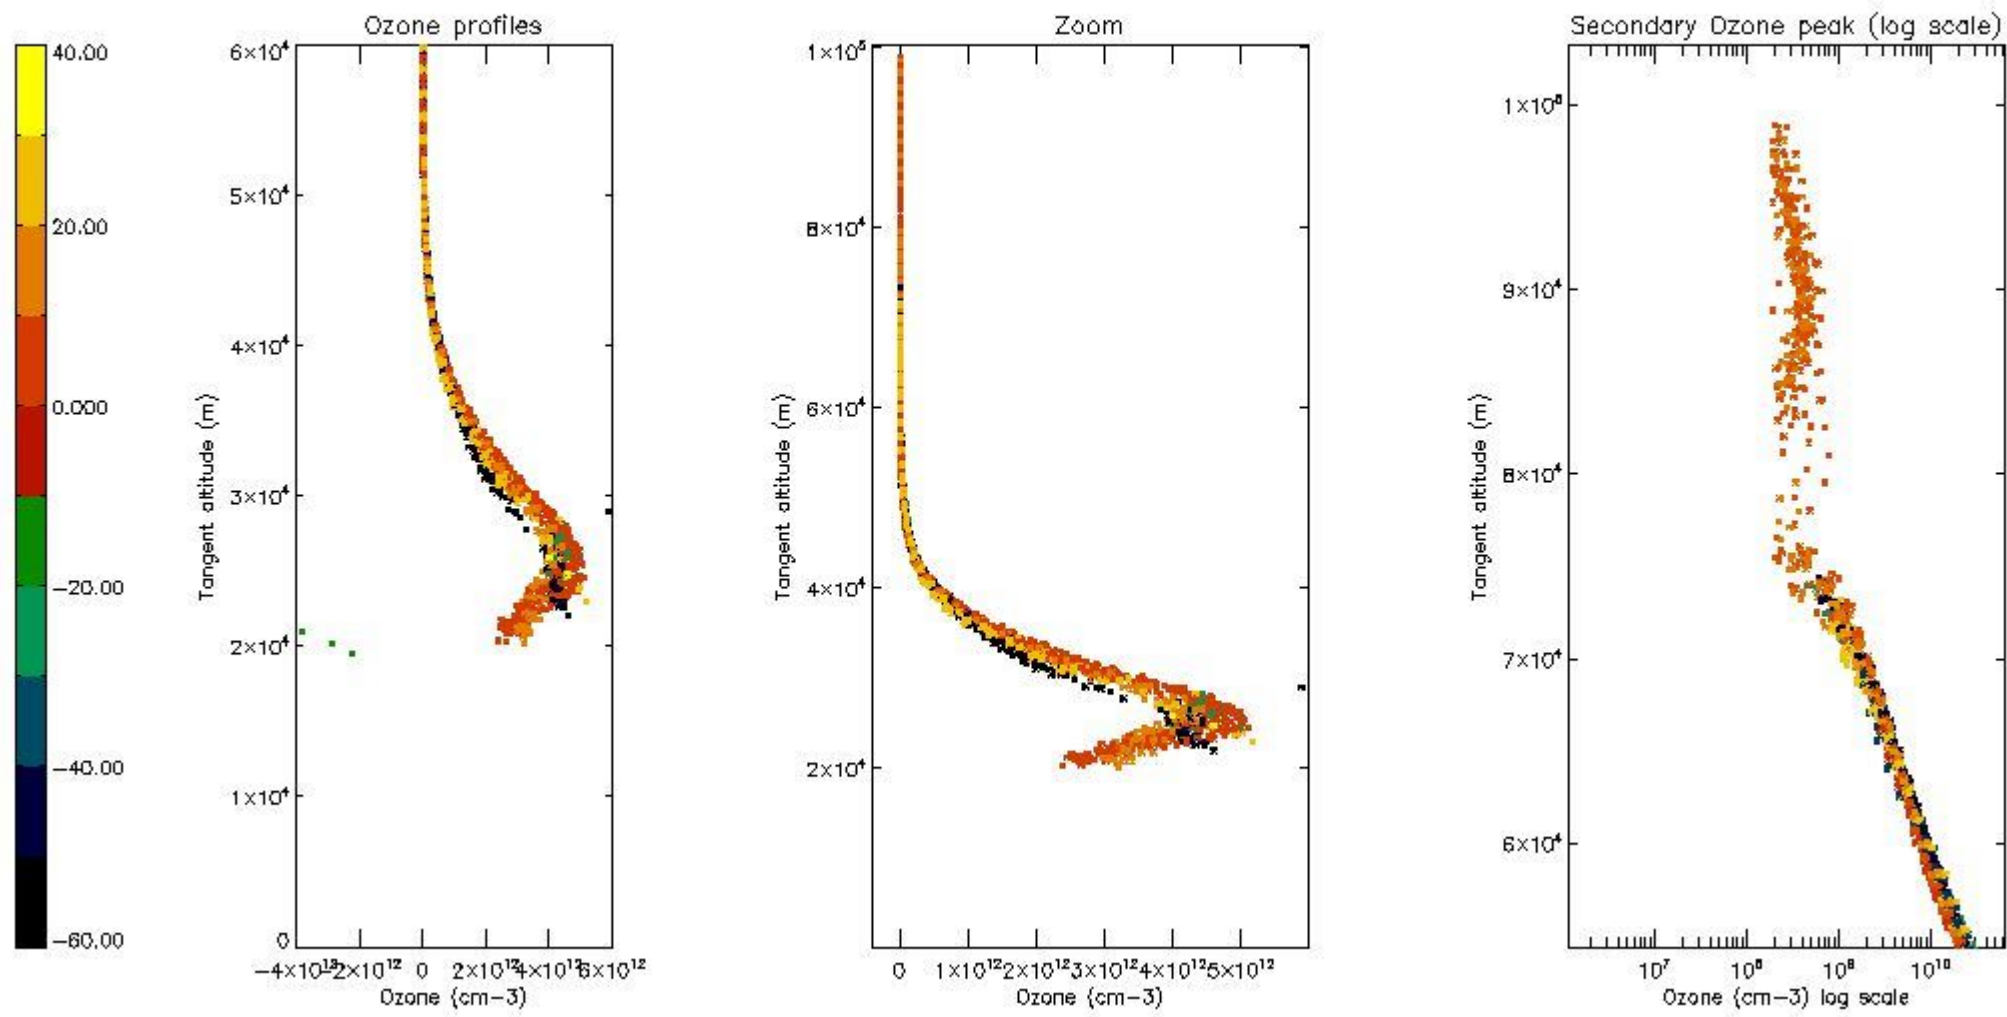 Ozone profiles
Zoom
Secondary Ozone peak (log scale)
40.00
20.00
0.000
−20.00
−40.00
−60.00
6×10⁴
5×10⁴
4×10⁴
3×10⁴
2×10⁴
1×10⁴
0
Tangent altitude (m)
0
2×10¹²
6×10¹²
Ozone (cm−3)
1×10⁵
8×10⁴
6×10⁴
4×10⁴
2×10⁴
Tangent altitude (m)
0 1×10¹² 2×10¹² 3×10¹² 4×10¹² 5×10¹²
Ozone (cm−3)
9×10⁴
8×10⁴
7×10⁴
6×10⁴
Tangent altitude (m)
10⁷ 10¹⁰
Ozone (cm−3) log scale